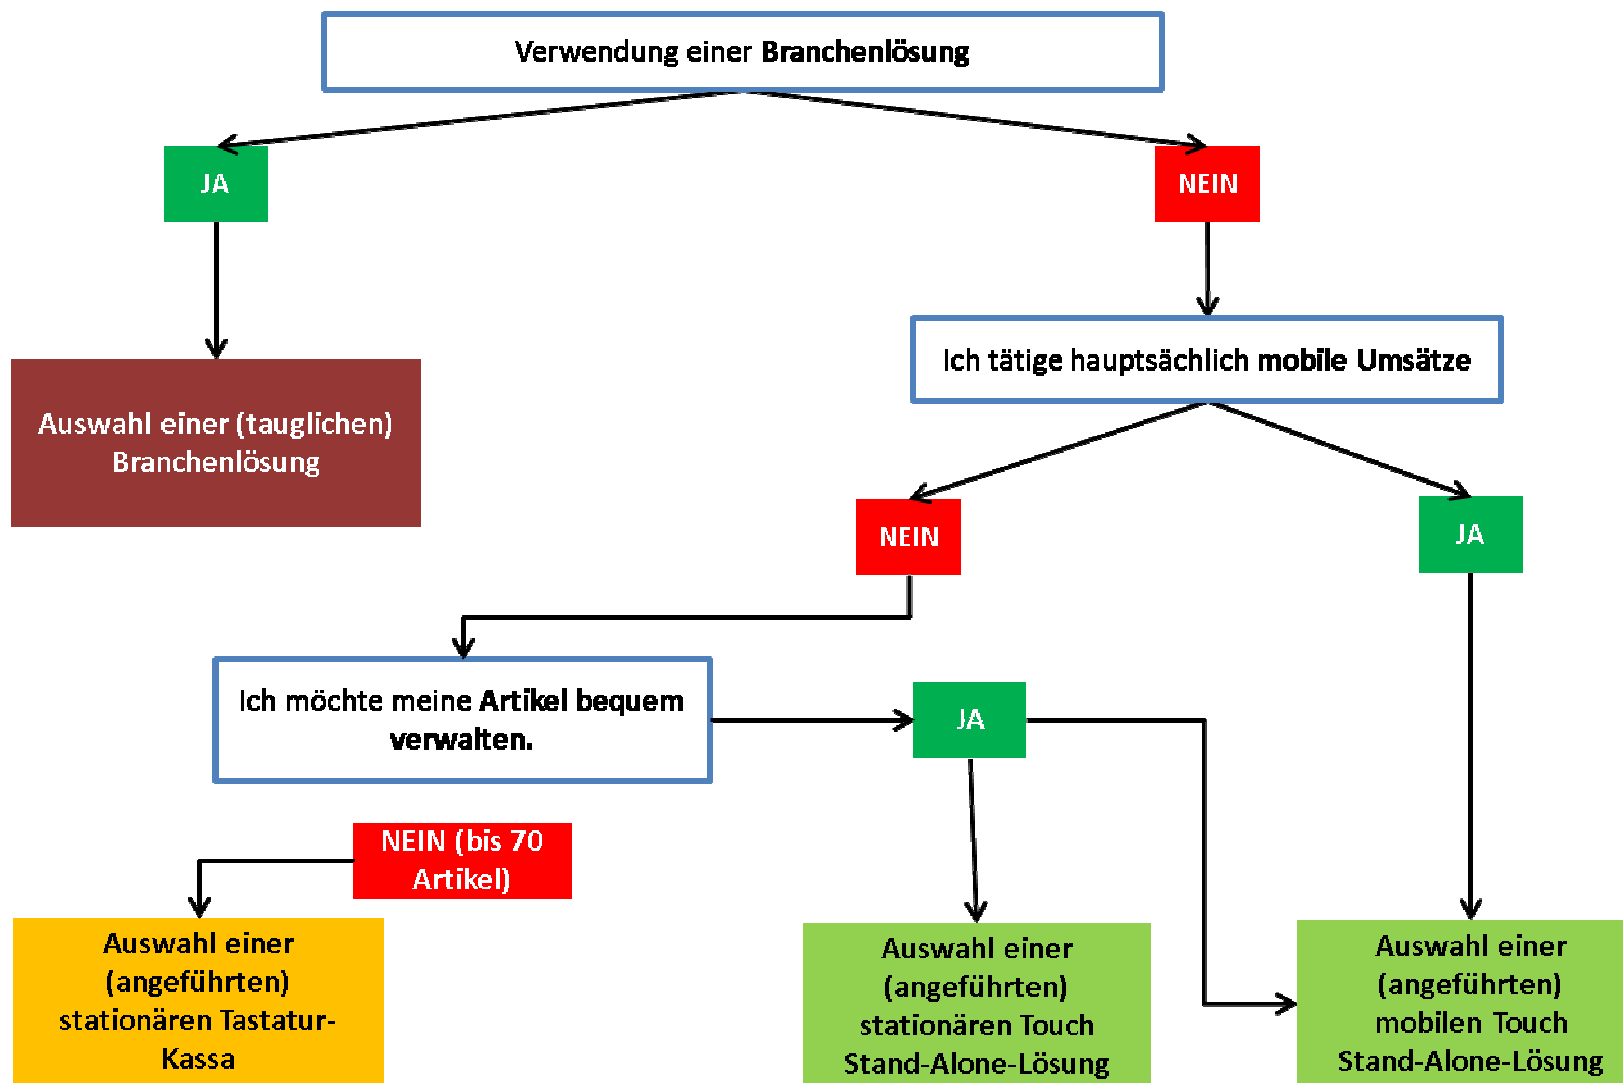 Verwendung einer Branchenlösung
JA
NEIN
Ich tätige hauptsächlich mobile Umsätze
Auswahl einer (tauglichen)
Branchenlösung
NEIN
JA
Ich möchte meine Artikel bequem
verwalten.
JA
NEIN (bis 70
Artikel)
Auswahl einer
(angeführten)
stationären Tastatur-
Kassa
Auswahl einer
(angeführten)
stationären Touch
Stand-Alone-Lösung
Auswahl einer
(angeführten)
mobilen Touch
Stand-Alone-Lösung